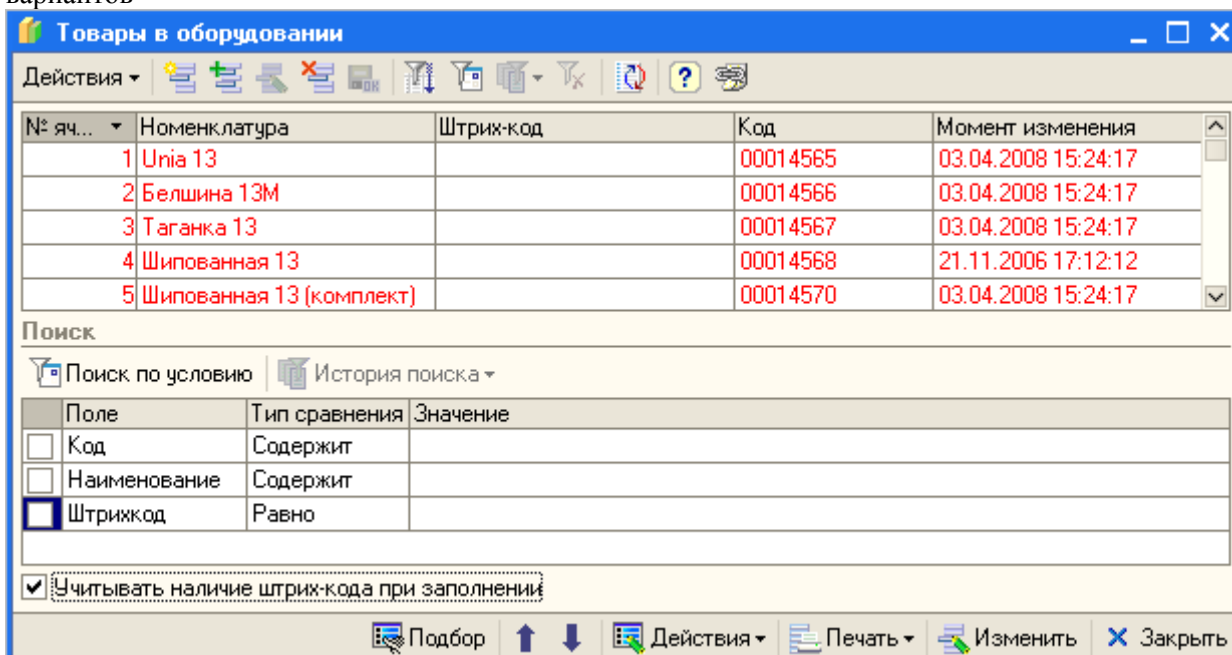 вариантов
Товары в оборудовании
Действия
№ яч... Номенклатура Штрих-код Код Момент изменения
1 Unia 13 00014565 03.04.2008 15:24:17
2 Белшина 13М 00014566 03.04.2008 15:24:17
3 Таганка 13 00014567 03.04.2008 15:24:17
4 Шипованная 13 00014568 21.11.2006 17:12:12
5 Шипованная 13 (комплект) 00014570 03.04.2008 15:24:17
Поиск
Поиск по условию История поиска
Поле Тип сравнения Значение
Код Содержит
Наименование Содержит
Штрихкод Равно
Учитывать наличие штрих-кода при заполнении
Подбор Действия Печать Изменить Закрыть